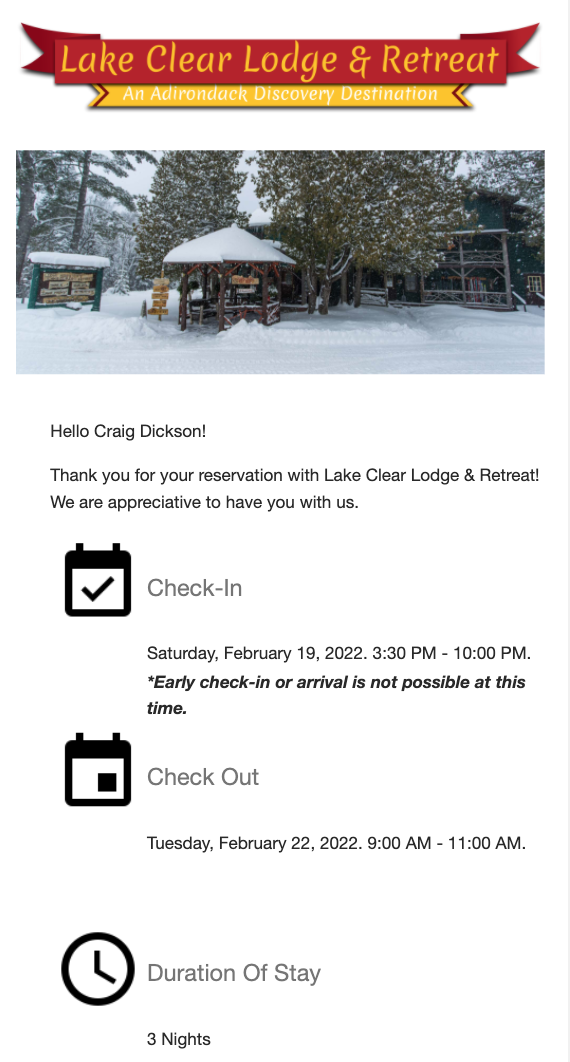 Lake Clear Lodge & Retreat
An Adirondack Discovery Destination
Hello Craig Dickson!
Thank you for your reservation with Lake Clear Lodge & Retreat!
We are appreciative to have you with us.
Check-In
Saturday, February 19, 2022. 3:30 PM - 10:00 PM.
*Early check-in or arrival is not possible at this
time.
Check Out
Tuesday, February 22, 2022. 9:00 AM - 11:00 AM.
Duration Of Stay
3 Nights